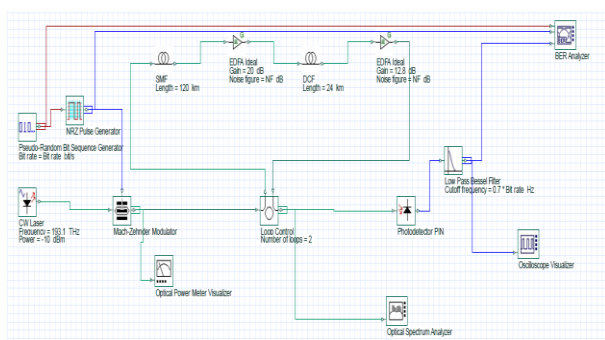 BER Analyzer
SMF
Length = 120 km
EDFA Ideal
Gain = 20 dB
Noise figure = NF dB
DCF
Length = 24 km
EDFA Ideal
Gain = 12.8 dB
Noise figure = NF dB
NRZ Pulse Generator
Pseudo-Random Bit Sequence Generator
Bit rate = Bit rate bit/s
Low Pass Bessel Filter
Cutoff frequency = 0.7 * Bit rate Hz
CW Laser
Frequency = 193.1 THz
Power = -10 dBm
Mach-Zehnder Modulator
Loop Control
Number of loops = 2
Photodetector PIN
Oscilloscope Visualizer
Optical Power Meter Visualizer
Optical Spectrum Analyzer